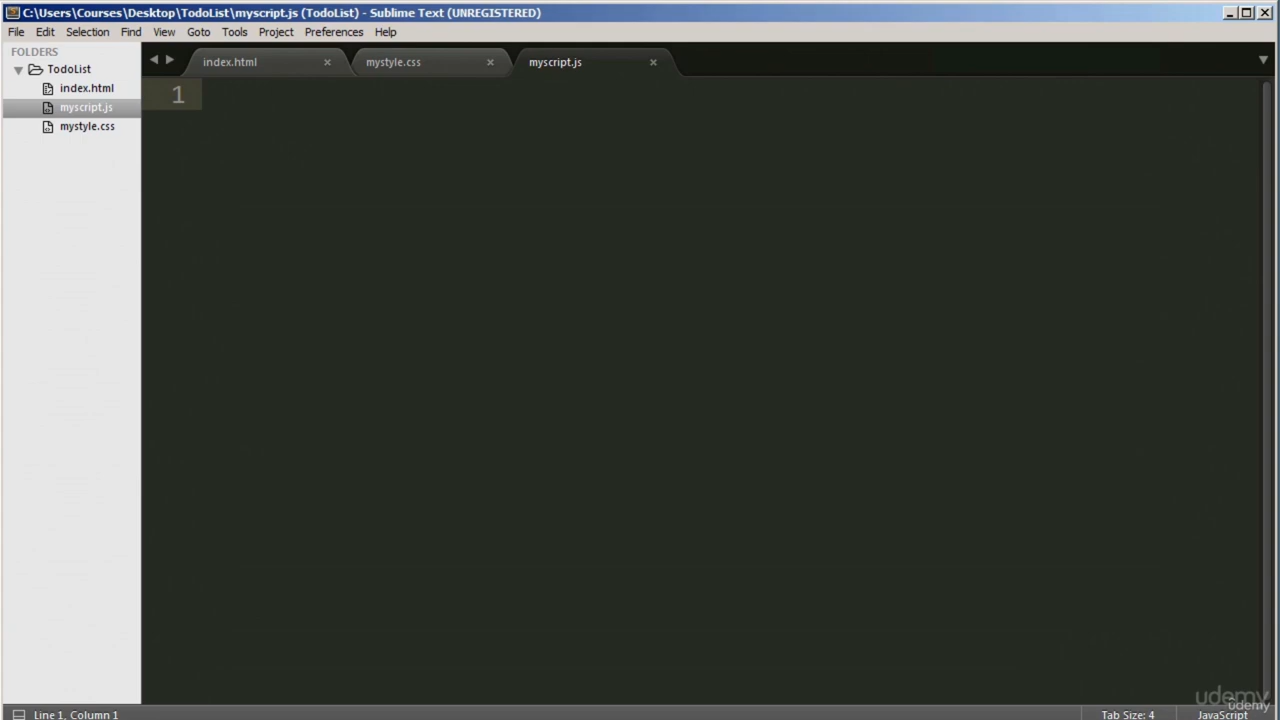 C:\Users\Courses\Desktop\TodoList\myscript.js (TodoList) - Sublime Text (UNREGISTERED)
File Edit Selection Find View Goto Tools Project Preferences Help
FOLDERS
TodoList
index.html
myscript.js
mystyle.css
index.html mystyle.css myscript.js
1
udemy
udemy
Line 1, Column 1 Tab Size: 4 JavaScript